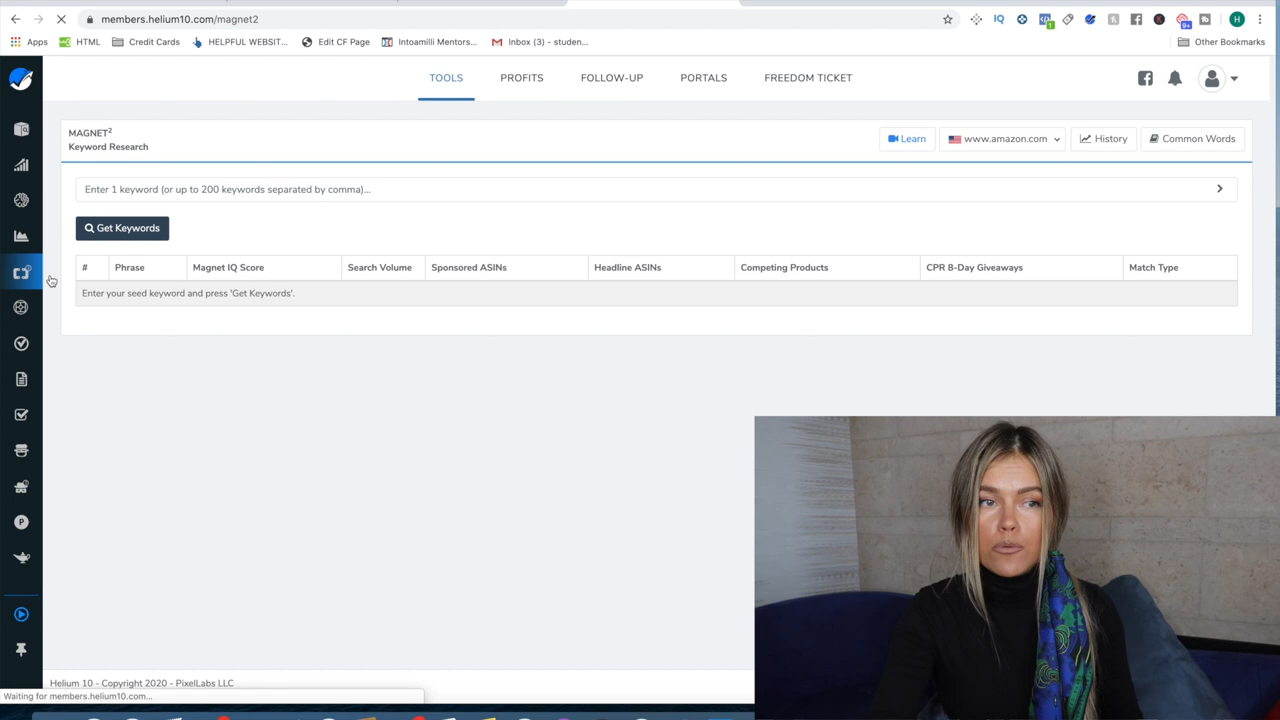 members.helium10.com/magnet2
9+
H
Apps
HTML
Credit Cards
HELPFUL WEBSIT...
Edit CF Page
Intoamilli Mentors...
Inbox (3) – studen...
Other Bookmarks
TOOLS
PROFITS
FOLLOW-UP
PORTALS
FREEDOM TICKET
MAGNET²
Keyword Research
Learn
www.amazon.com
History
Common Words
Enter 1 keyword (or up to 200 keywords separated by comma)...
Get Keywords
# Phrase Magnet IQ Score Search Volume Sponsored ASINs Headline ASINs Competing Products CPR 8-Day Giveaways Match Type
Enter your seed keyword and press 'Get Keywords'.
Helium 10 - Copyright 2020 - PixelLabs LLC
Waiting for members.helium10.com...